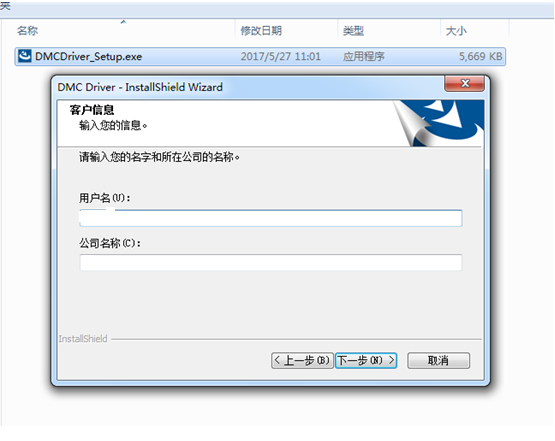 夹
名称 修改日期 类型 大小
DMCDriver_Setup.exe 2017/5/27 11:01 应用程序 5,669 KB
DMC Driver - InstallShield Wizard
客户信息
输入您的信息。
请输入您的名字和所在公司的名称。
用户名(U):
公司名称(C):
InstallShield
< 上一步(B) 下一步(N) > 取消